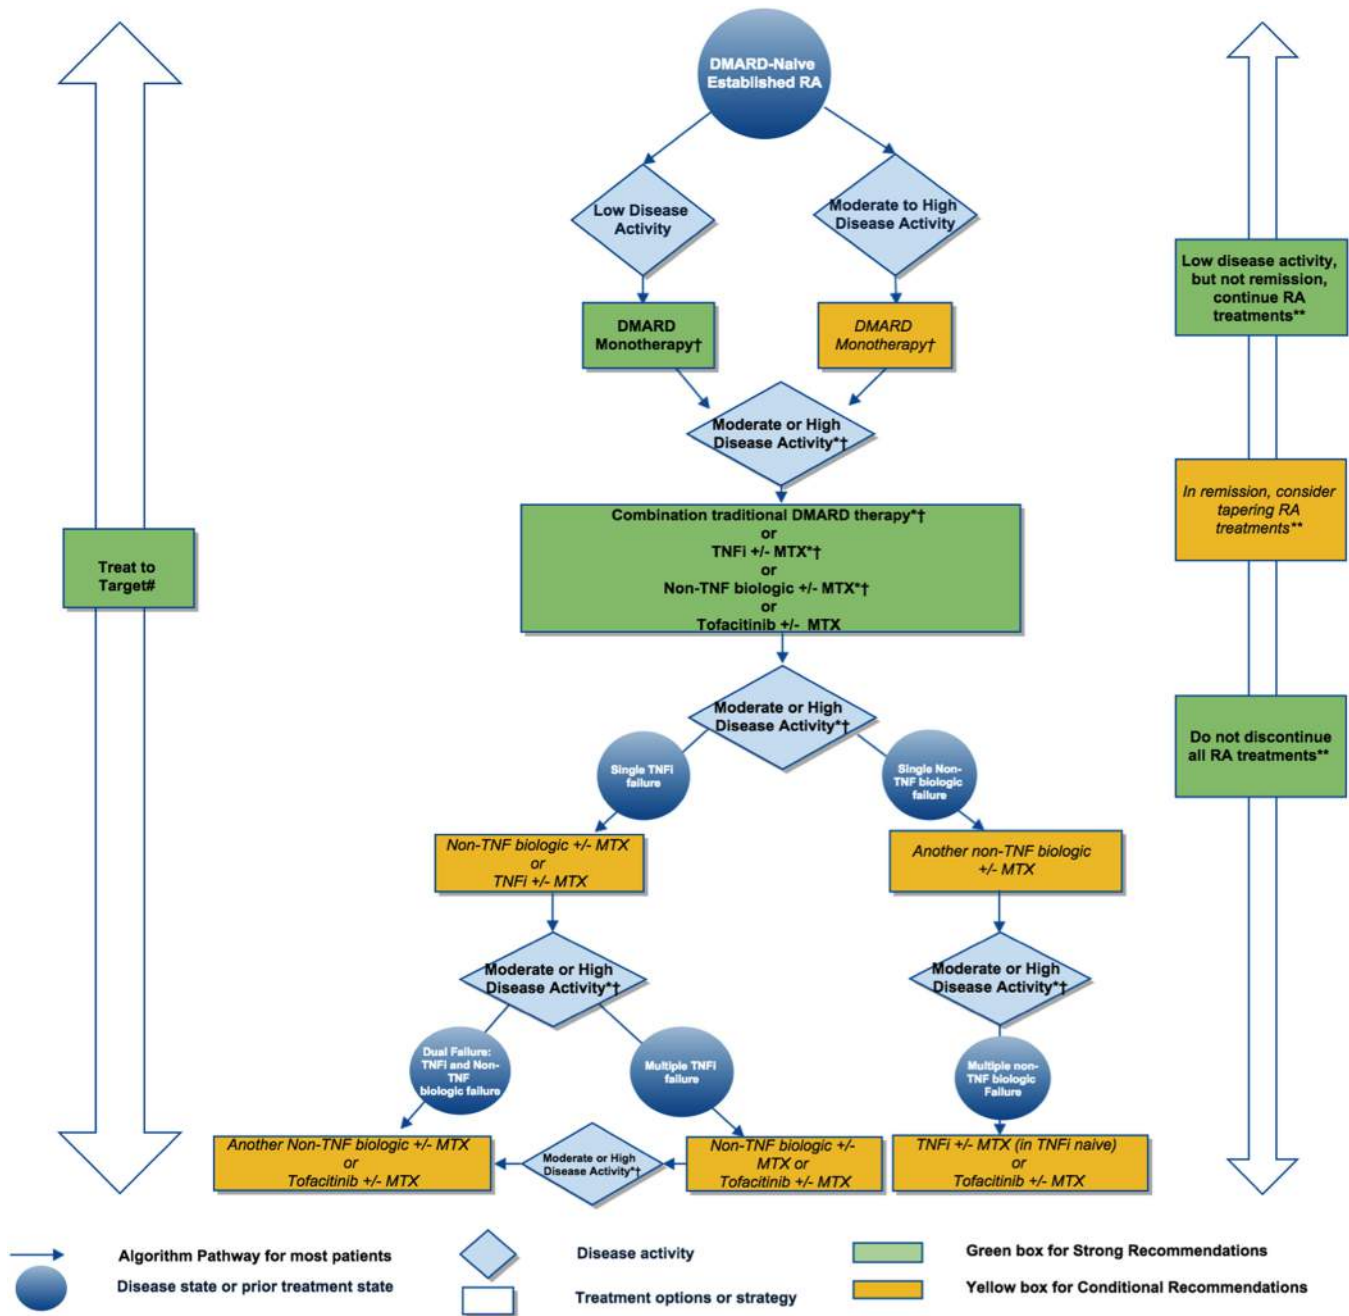 DMARD-Naive
Established RA
Low Disease
Activity
Moderate to High
Disease Activity
DMARD
Monotherapy†
DMARD
Monotherapy†
Moderate or High
Disease Activity*†
Combination traditional DMARD therapy*†
or
TNFi +/- MTX*†
or
Non-TNF biologic +/- MTX*†
or
Tofacitinib +/- MTX
Moderate or High
Disease Activity*†
Single TNFi
failure
Single Non-
TNF biologic
failure
Non-TNF biologic +/- MTX
or
TNFi +/- MTX
Another non-TNF biologic
+/- MTX
Moderate or High
Disease Activity*†
Moderate or High
Disease Activity*†
Dual Failure:
TNFi and Non-
TNF
biologic failure
Multiple TNFi
failure
Multiple non-
TNF biologic
Failure
Another Non-TNF biologic +/- MTX
or
Tofacitinib +/- MTX
Moderate or High
Disease Activity*†
Non-TNF biologic +/-
MTX or
Tofacitinib +/- MTX
TNFi +/- MTX (in TNFi naive)
or
Tofacitinib +/- MTX
Treat to
Target#
Low disease activity,
but not remission,
continue RA
treatments**
In remission, consider
tapering RA
treatments**
Do not discontinue
all RA treatments**
Algorithm Pathway for most patients
Disease state or prior treatment state
Disease activity
Treatment options or strategy
Green box for Strong Recommendations
Yellow box for Conditional Recommendations